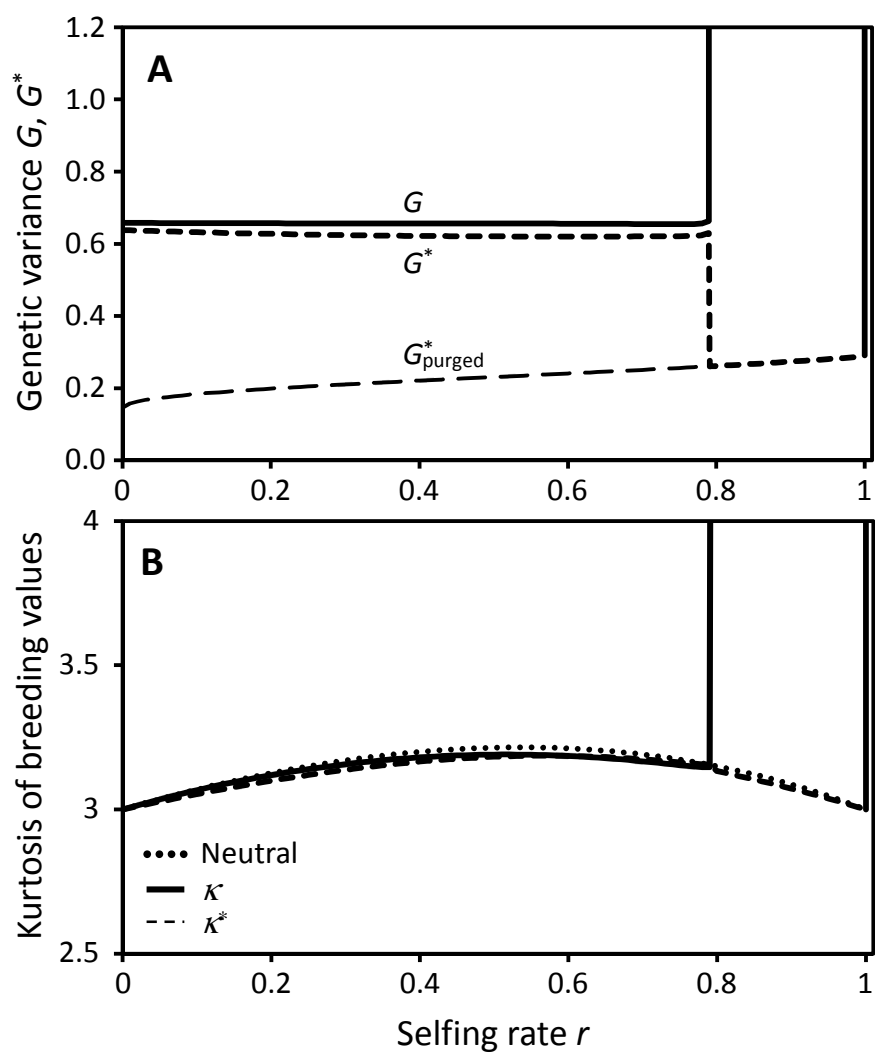 A
Genetic variance G, G*
1.2
1.0
0.8
0.6
0.4
0.2
0.0
G
G*
G*purged
0 0.2 0.4 0.6 0.8 1
B
Kurtosis of breeding values
4
3.5
3
2.5
Neutral
κ
κ*
0 0.2 0.4 0.6 0.8 1
Selfing rate r